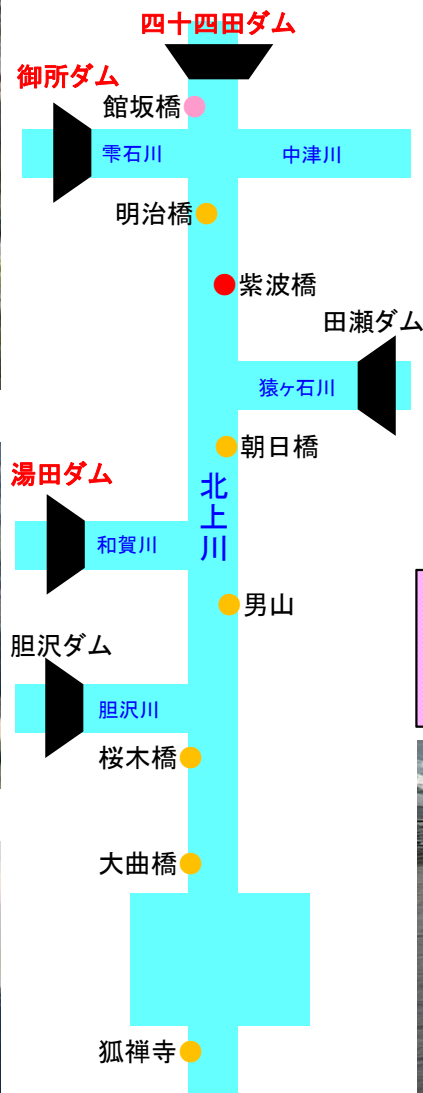 四十四田ダム
御所ダム
館坂橋
雫石川
中津川
明治橋
紫波橋
田瀬ダム
猿ヶ石川
朝日橋
湯田ダム
北上川
和賀川
男山
胆沢ダム
胆沢川
桜木橋
大曲橋
狐禅寺